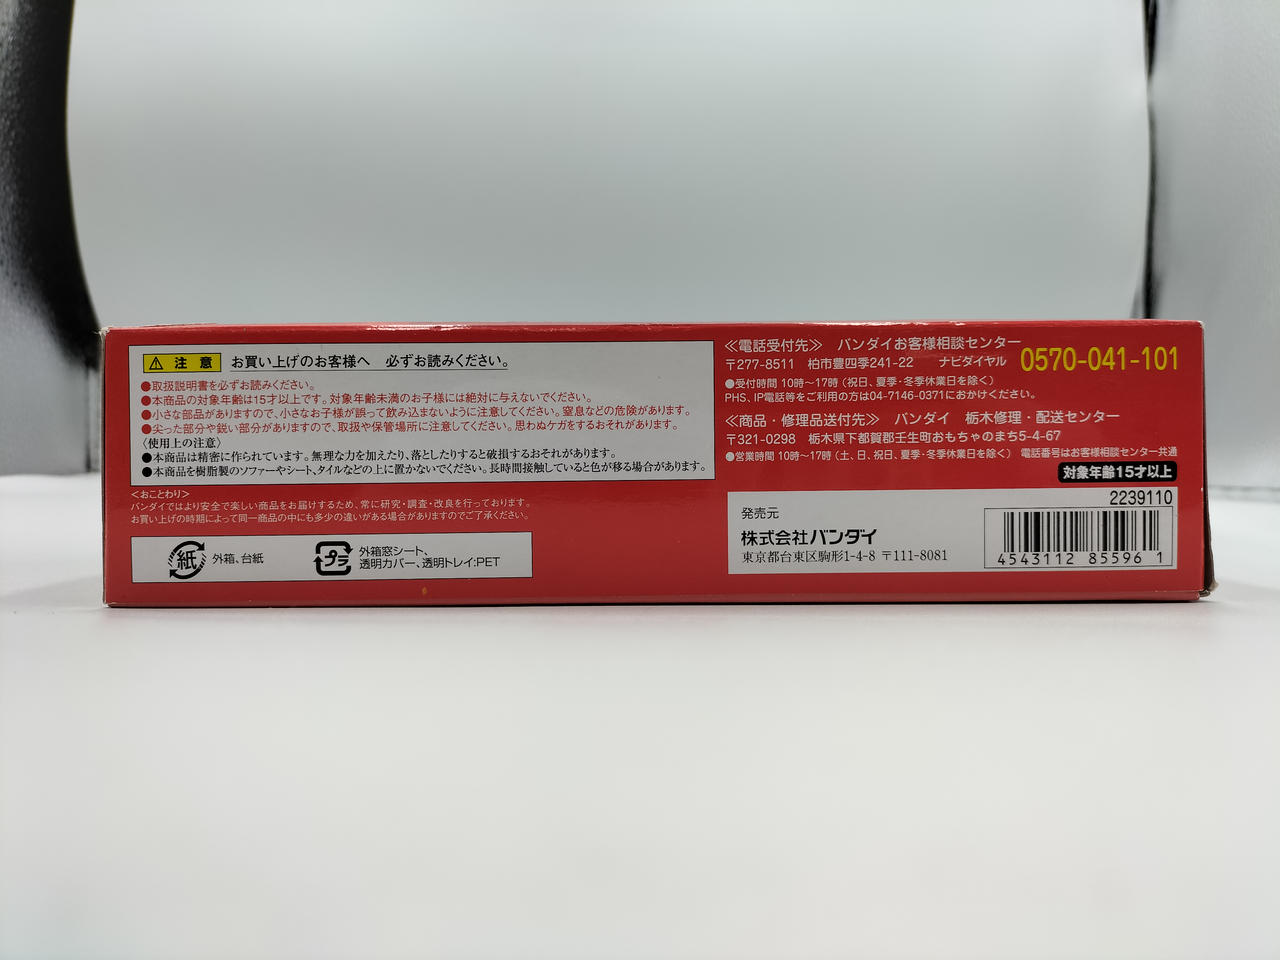 ⚠ 注意 お買い上げのお客様へ 必ずお読みください。
●取扱説明書を必ずお読みください。
●本商品の対象年齢は15才以上です。対象年齢未満のお子様には絶対に与えないでください。
●小さな部品がありますので、小さなお子様が誤って飲み込まないように注意してください。窒息などの危険があります。
●尖った部分や鋭い部分がありますので、取扱や保管場所に注意してください。思わぬケガをするおそれがあります。
〈使用上の注意〉
●本商品は精密に作られています。無理な力を加えたり、落としたりすると破損するおそれがあります。
●本商品を樹脂製のソファーやシート、タイルなどの上に置かないでください。長時間接触していると色が移る場合があります。
<おことわり>
バンダイではより安全で楽しい商品をお届けするため、常に研究・調査・改良を行っております。
お買い上げの時期によって同一商品の中にも多少の違いがある場合がありますのでご了承ください。
紙 外箱、台紙
プラ 外箱窓シート、
透明カバー、透明トレイ:PET
≪電話受付先≫ バンダイお客様相談センター
〒277-8511 柏市豊四季241-22 ナビダイヤル 0570-041-101
●受付時間 10時〜17時(祝日、夏季・冬季休業日を除く)
PHS、IP電話等をご利用の方は04-7146-0371におかけください。
≪商品・修理品送付先≫ バンダイ 栃木修理・配送センター
〒321-0298 栃木県下都賀郡壬生町おもちゃのまち5-4-67
●営業時間 10時〜17時(土、日、祝日、夏季・冬季休業日を除く) 電話番号はお客様相談センター共通
対象年齢15才以上
2239110
発売元
株式会社バンダイ
東京都台東区駒形1-4-8 〒111-8081
4543112 85596 1